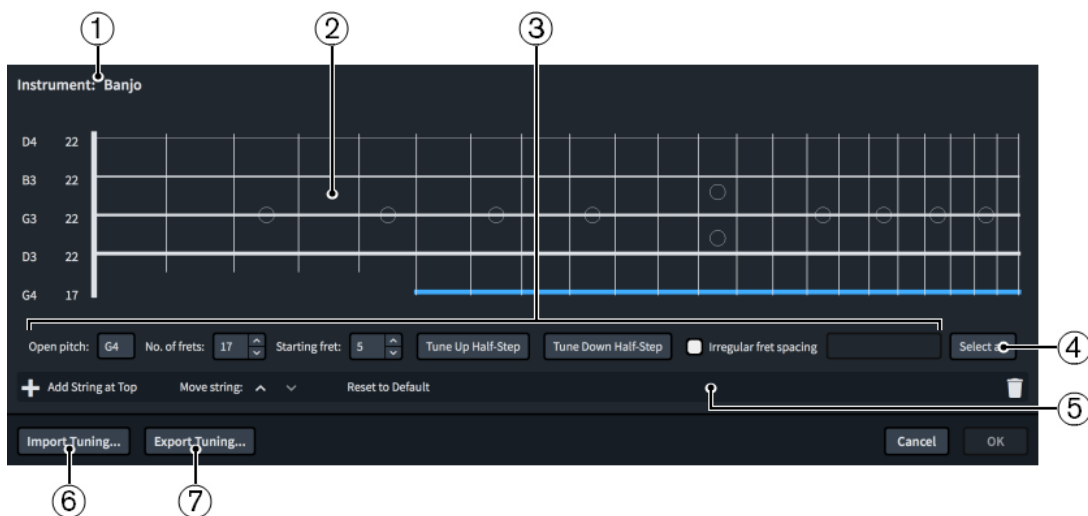 ① ② ③
Instrument: Banjo
D4 22
B3 22
G3 22
D3 22
G4 17
Open pitch: G4 No. of frets: 17 Starting fret: 5 Tune Up Half-Step Tune Down Half-Step Irregular fret spacing Select a
④
Add String at Top Move string: Reset to Default
⑤
Import Tuning... Export Tuning... Cancel OK
⑥ ⑦